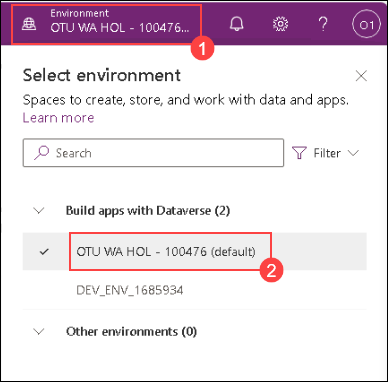 Environment
OTU WA HOL - 100476...
1
?
O1
Select environment
Spaces to create, store, and work with data and apps.
Learn more
Search
Filter
Build apps with Dataverse (2)
OTU WA HOL - 100476 (default)
2
DEV_ENV_1685934
Other environments (0)